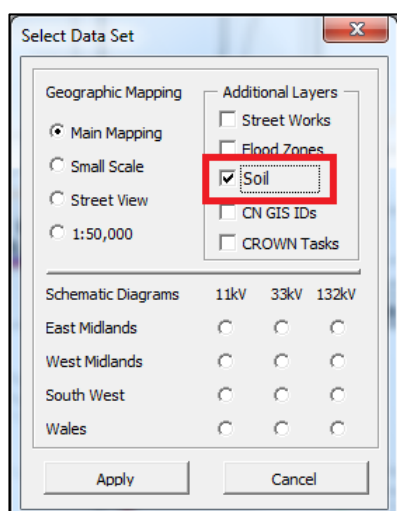 Select Data Set
Geographic Mapping
Main Mapping
Small Scale
Street View
1:50,000
Additional Layers
Street Works
Flood Zones
Soil
CN GIS IDs
CROWN Tasks
Schematic Diagrams 11kV 33kV 132kV
East Midlands
West Midlands
South West
Wales
Apply Cancel